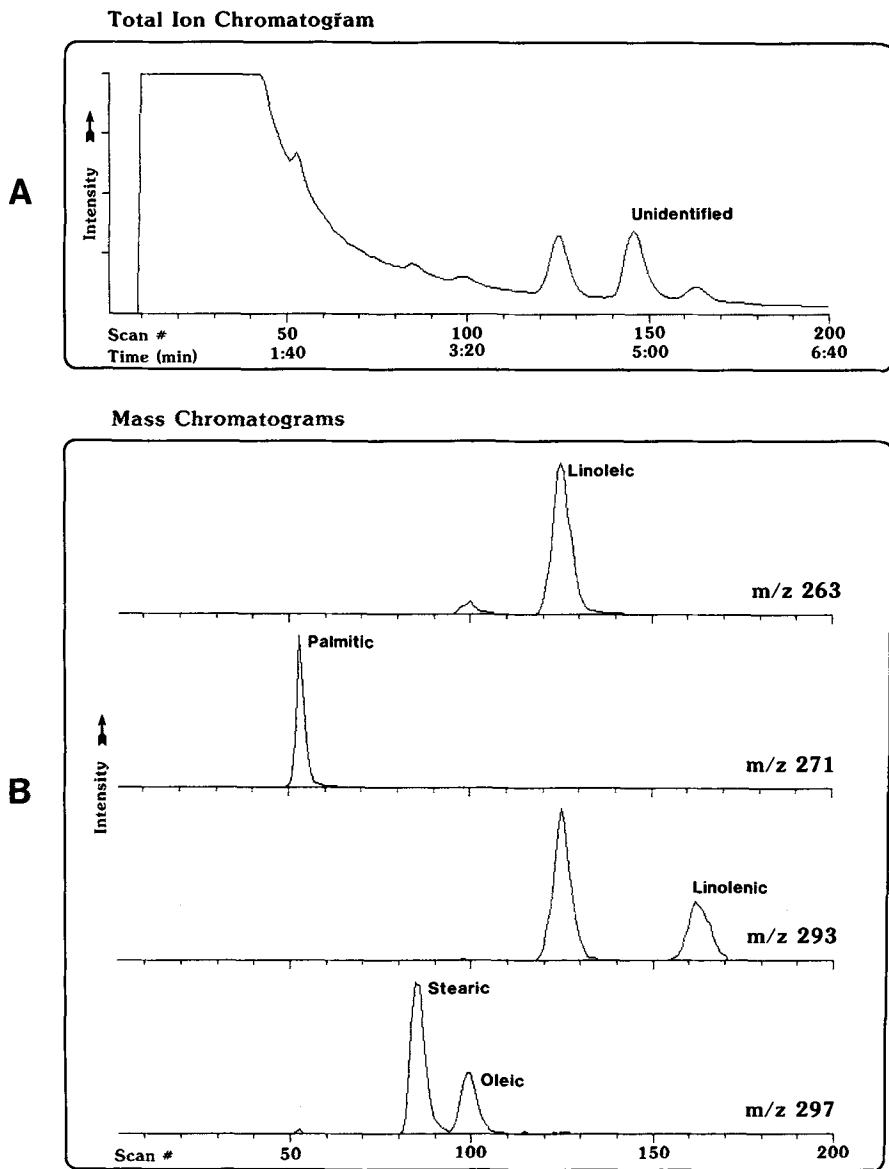 Total Ion Chromatogram
A
Intensity
Unidentified
Scan # 50 100 150 200
Time (min) 1:40 3:20 5:00 6:40
Mass Chromatograms
B
Intensity
Linoleic
m/z 263
Palmitic
m/z 271
Linolenic
m/z 293
Stearic
Oleic
m/z 297
Scan # 50 100 150 200